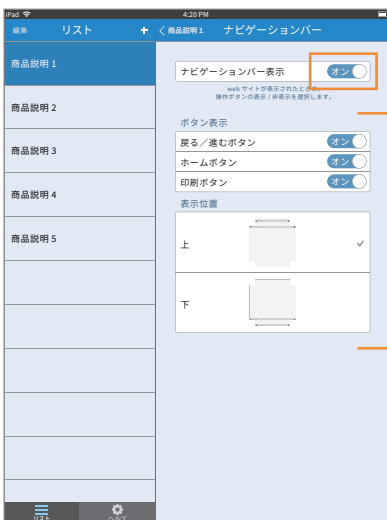 iPad 4:20 PM
編集 リスト + 商品説明 1 ナビゲーションバー
商品説明 1
商品説明 2
商品説明 3
商品説明 4
商品説明 5
ナビゲーションバー表示 オン
web サイトが表示されたときの、
操作ボタンの表示 / 非表示を選択します。
ボタン表示
戻る／進むボタン オン
ホームボタン オン
印刷ボタン オン
表示位置
上
下
リスト ヘルプ